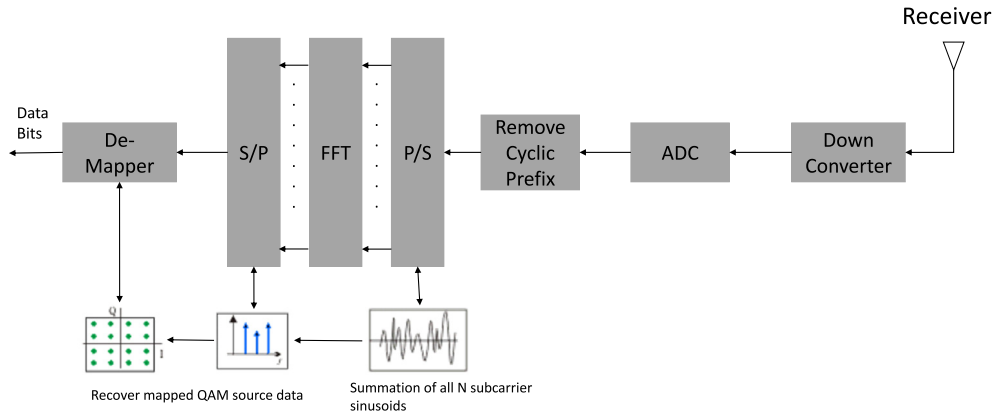 Receiver
Data
Bits
De-
Mapper
S/P
FFT
P/S
Remove
Cyclic
Prefix
ADC
Down
Converter
Q
I
f
Recover mapped QAM source data
Summation of all N subcarrier
sinusoids